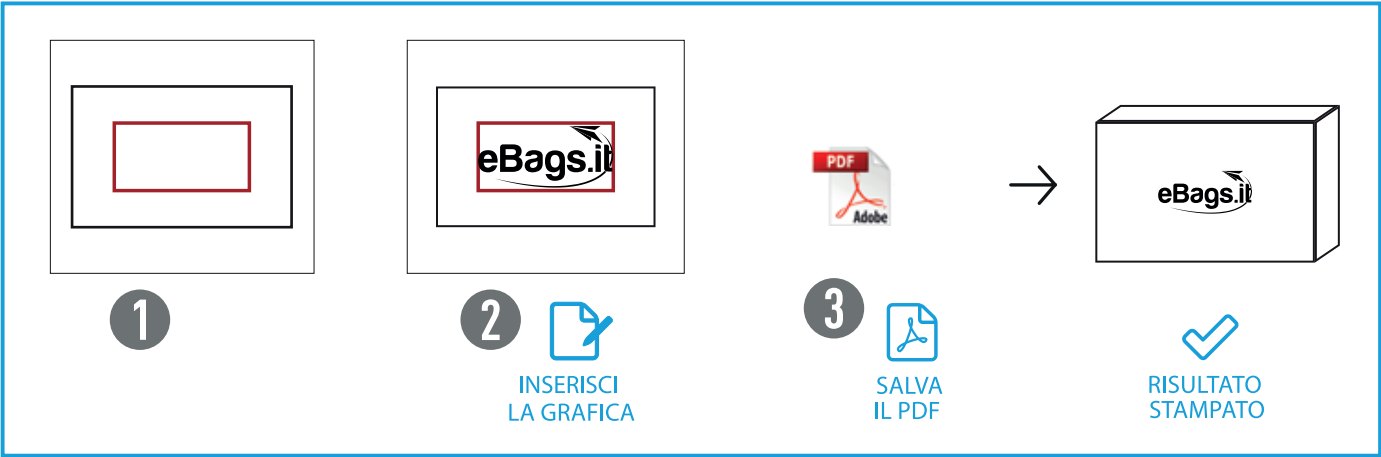 eBags.it
PDF
Adobe
eBags.it
1
2
3
INSERISCI
LA GRAFICA
SALVA
IL PDF
RISULTATO
STAMPATO